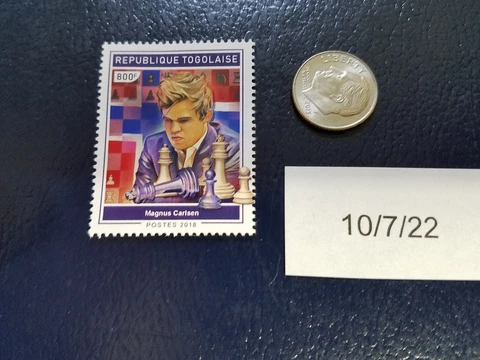 REPUBLIQUE TOGOLAISE
800F
Magnus Carlsen
POSTES 2018
LIBERTY
10/7/22